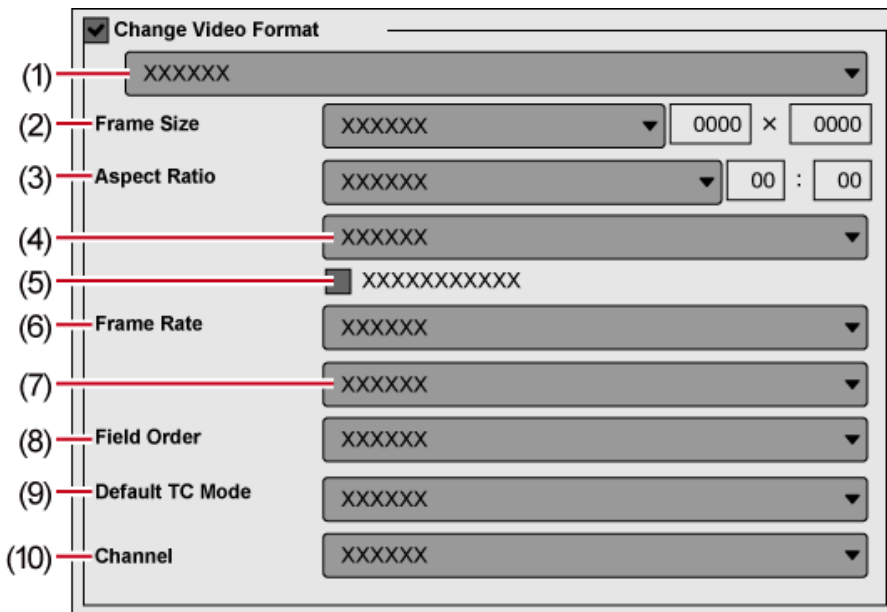 Change Video Format
(1) XXXXXX
(2) Frame Size XXXXXX 0000 × 0000
(3) Aspect Ratio XXXXXX 00 : 00
(4) XXXXXX
(5) XXXXXXXXXXX
(6) Frame Rate XXXXXX
(7) XXXXXX
(8) Field Order XXXXXX
(9) Default TC Mode XXXXXX
(10) Channel XXXXXX